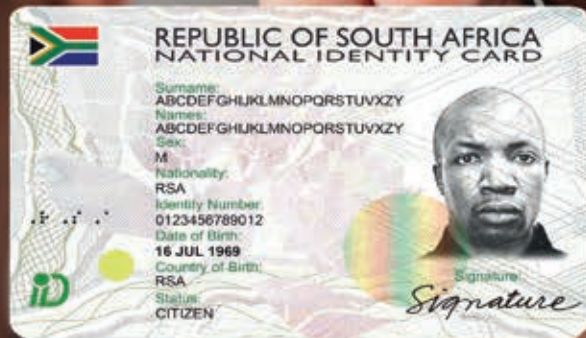 REPUBLIC OF SOUTH AFRICA
NATIONAL IDENTITY CARD
Surname:
ABCDEFGHIJKLMNOPQRSTUVXZY
Names:
ABCDEFGHIJKLMNOPQRSTUVXZY
Sex:
M
Nationality:
RSA
Identity Number:
0123456789012
Date of Birth:
16 JUL 1969
Country of Birth:
RSA
Status:
CITIZEN
Signature:
Signature
iD